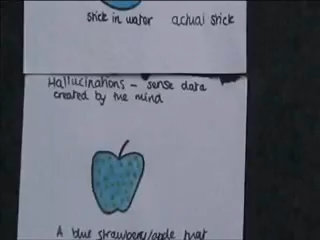 stick in water actual stick
Hallucinations - sense data
created by the mind
A blue strawberry/apple that